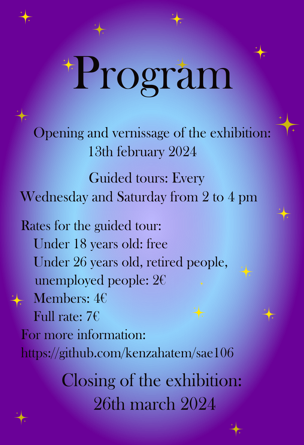 Program
Opening and vernissage of the exhibition:
13th february 2024
Guided tours: Every
Wednesday and Saturday from 2 to 4 pm
Rates for the guided tour:
Under 18 years old: free
Under 26 years old, retired people,
unemployed people: 2€
Members: 4€
Full rate: 7€
For more information:
https://github.com/kenzahatem/sae106
Closing of the exhibition:
26th march 2024